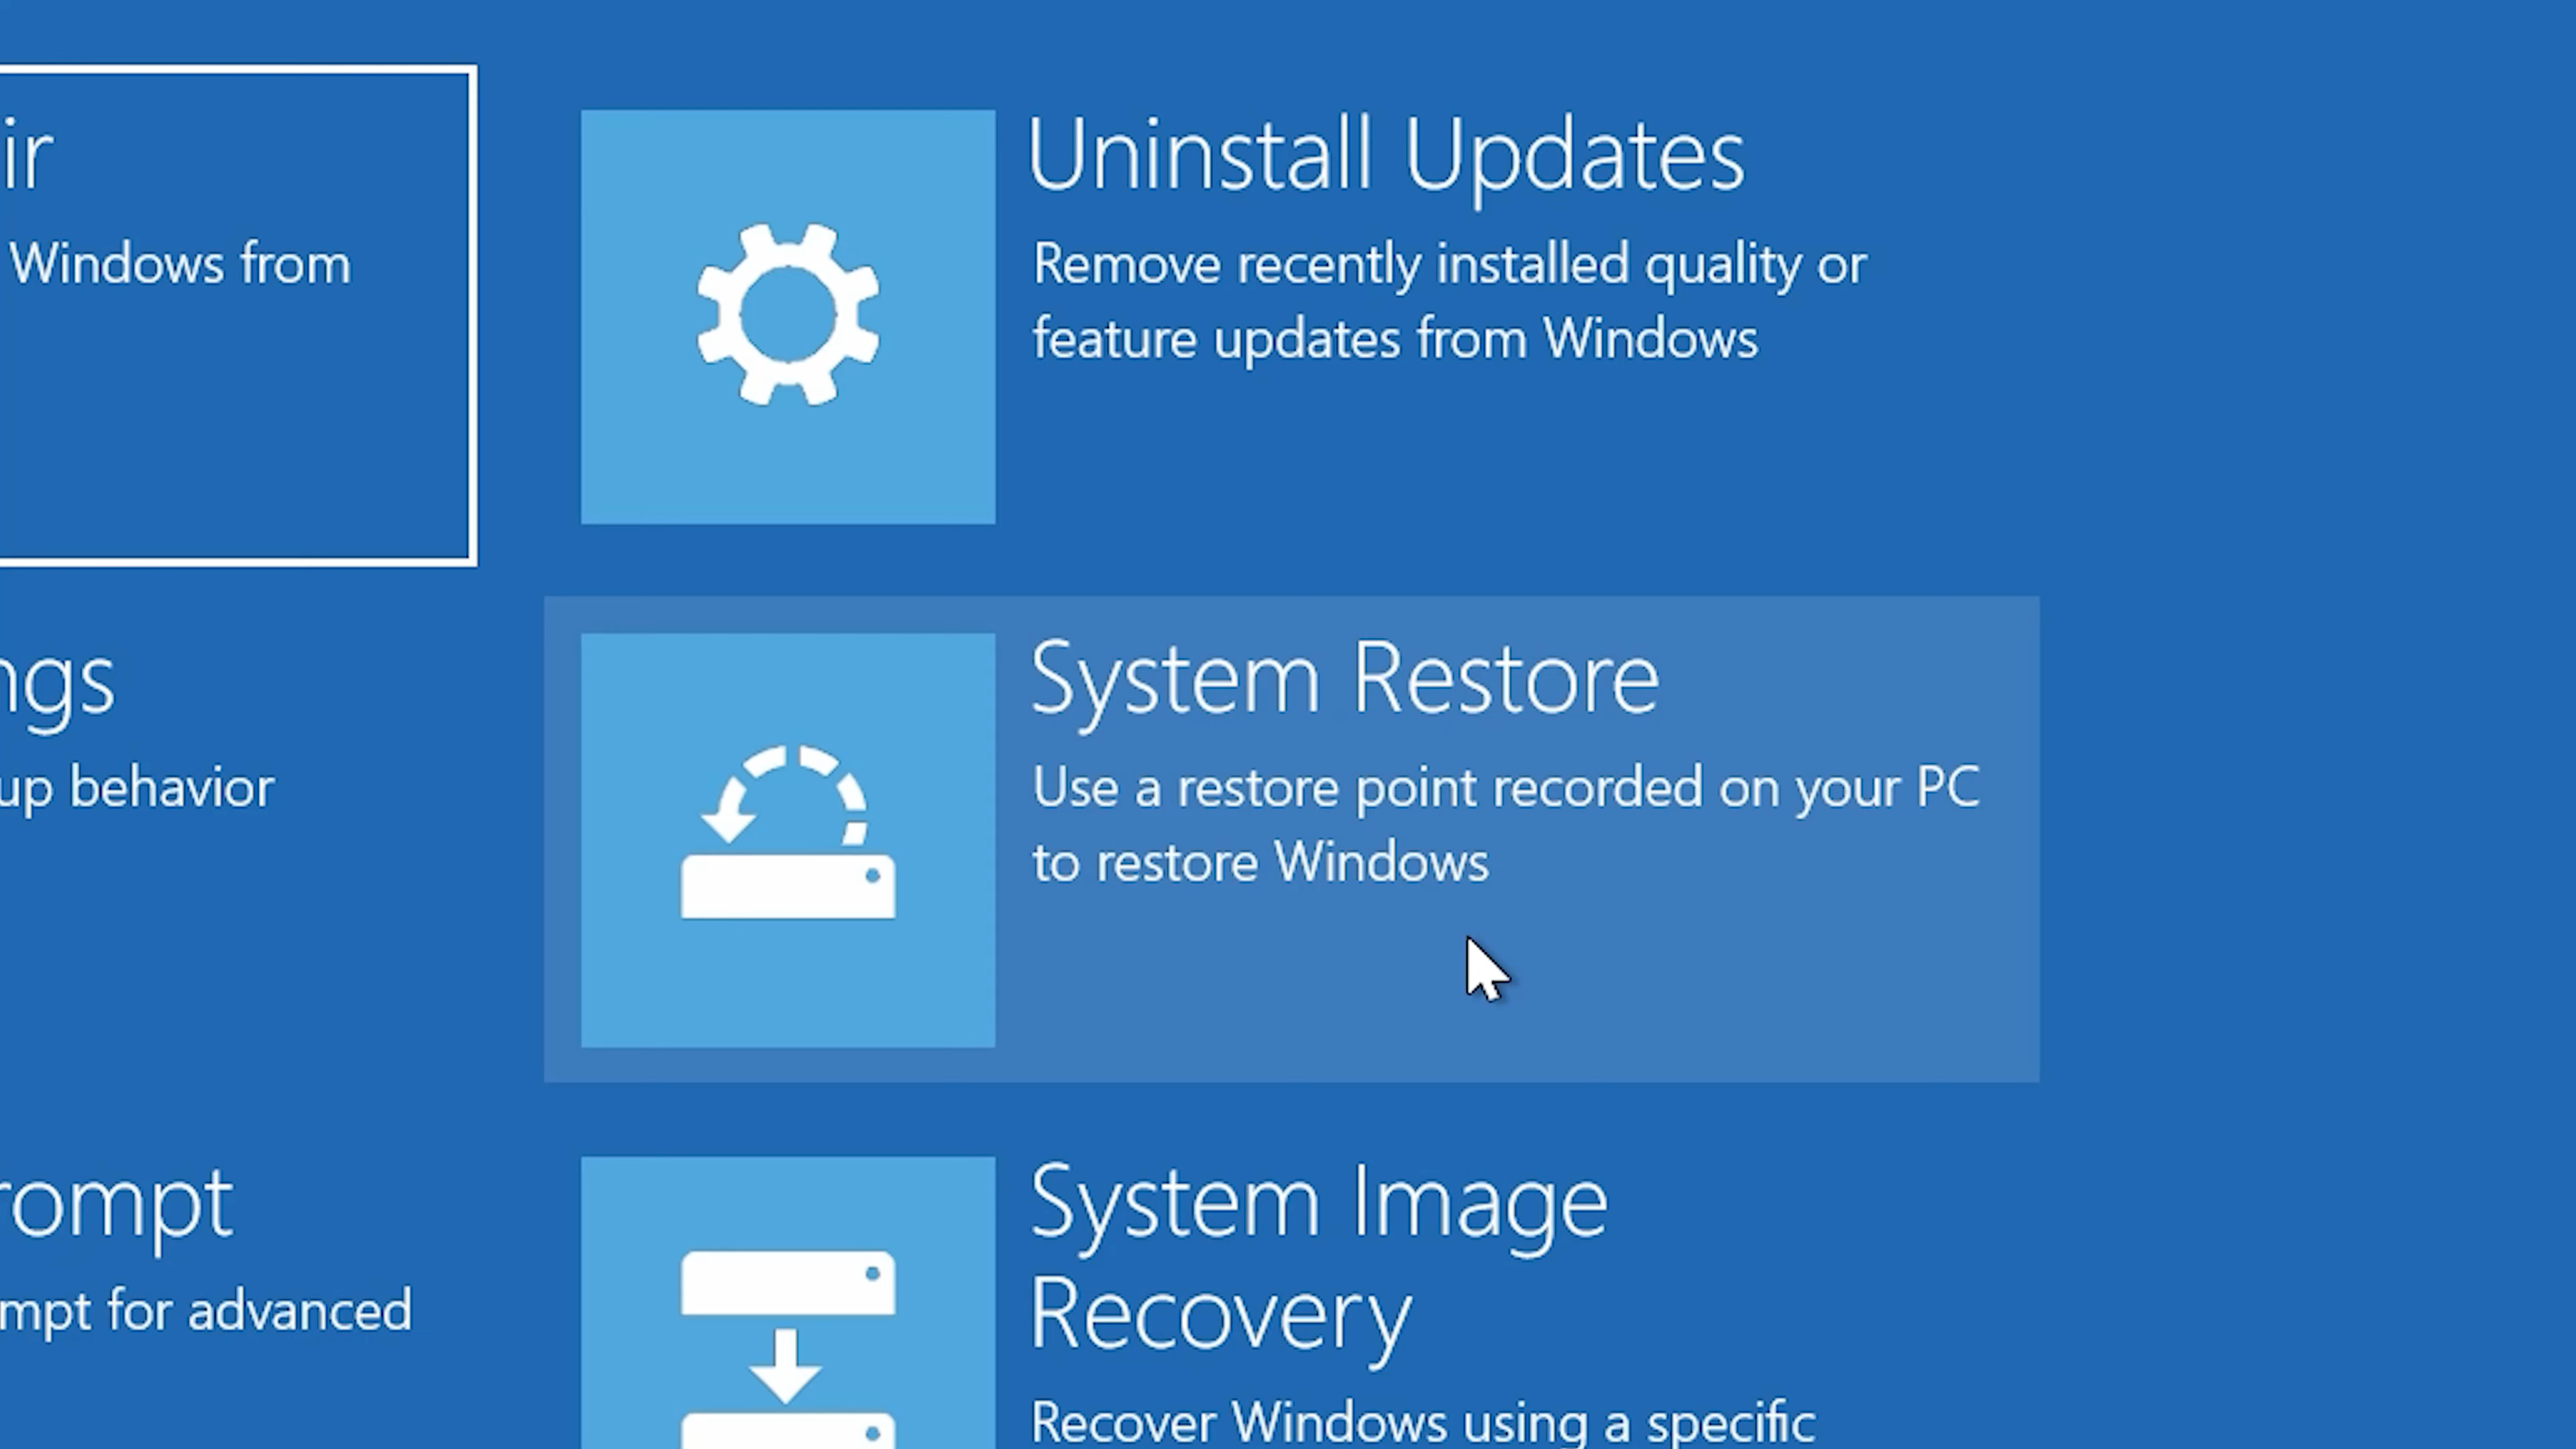 ir
Windows from
Uninstall Updates
Remove recently installed quality or
feature updates from Windows
ngs
up behavior
System Restore
Use a restore point recorded on your PC
to restore Windows
rompt
mpt for advanced
System Image
Recovery
Recover Windows using a specific